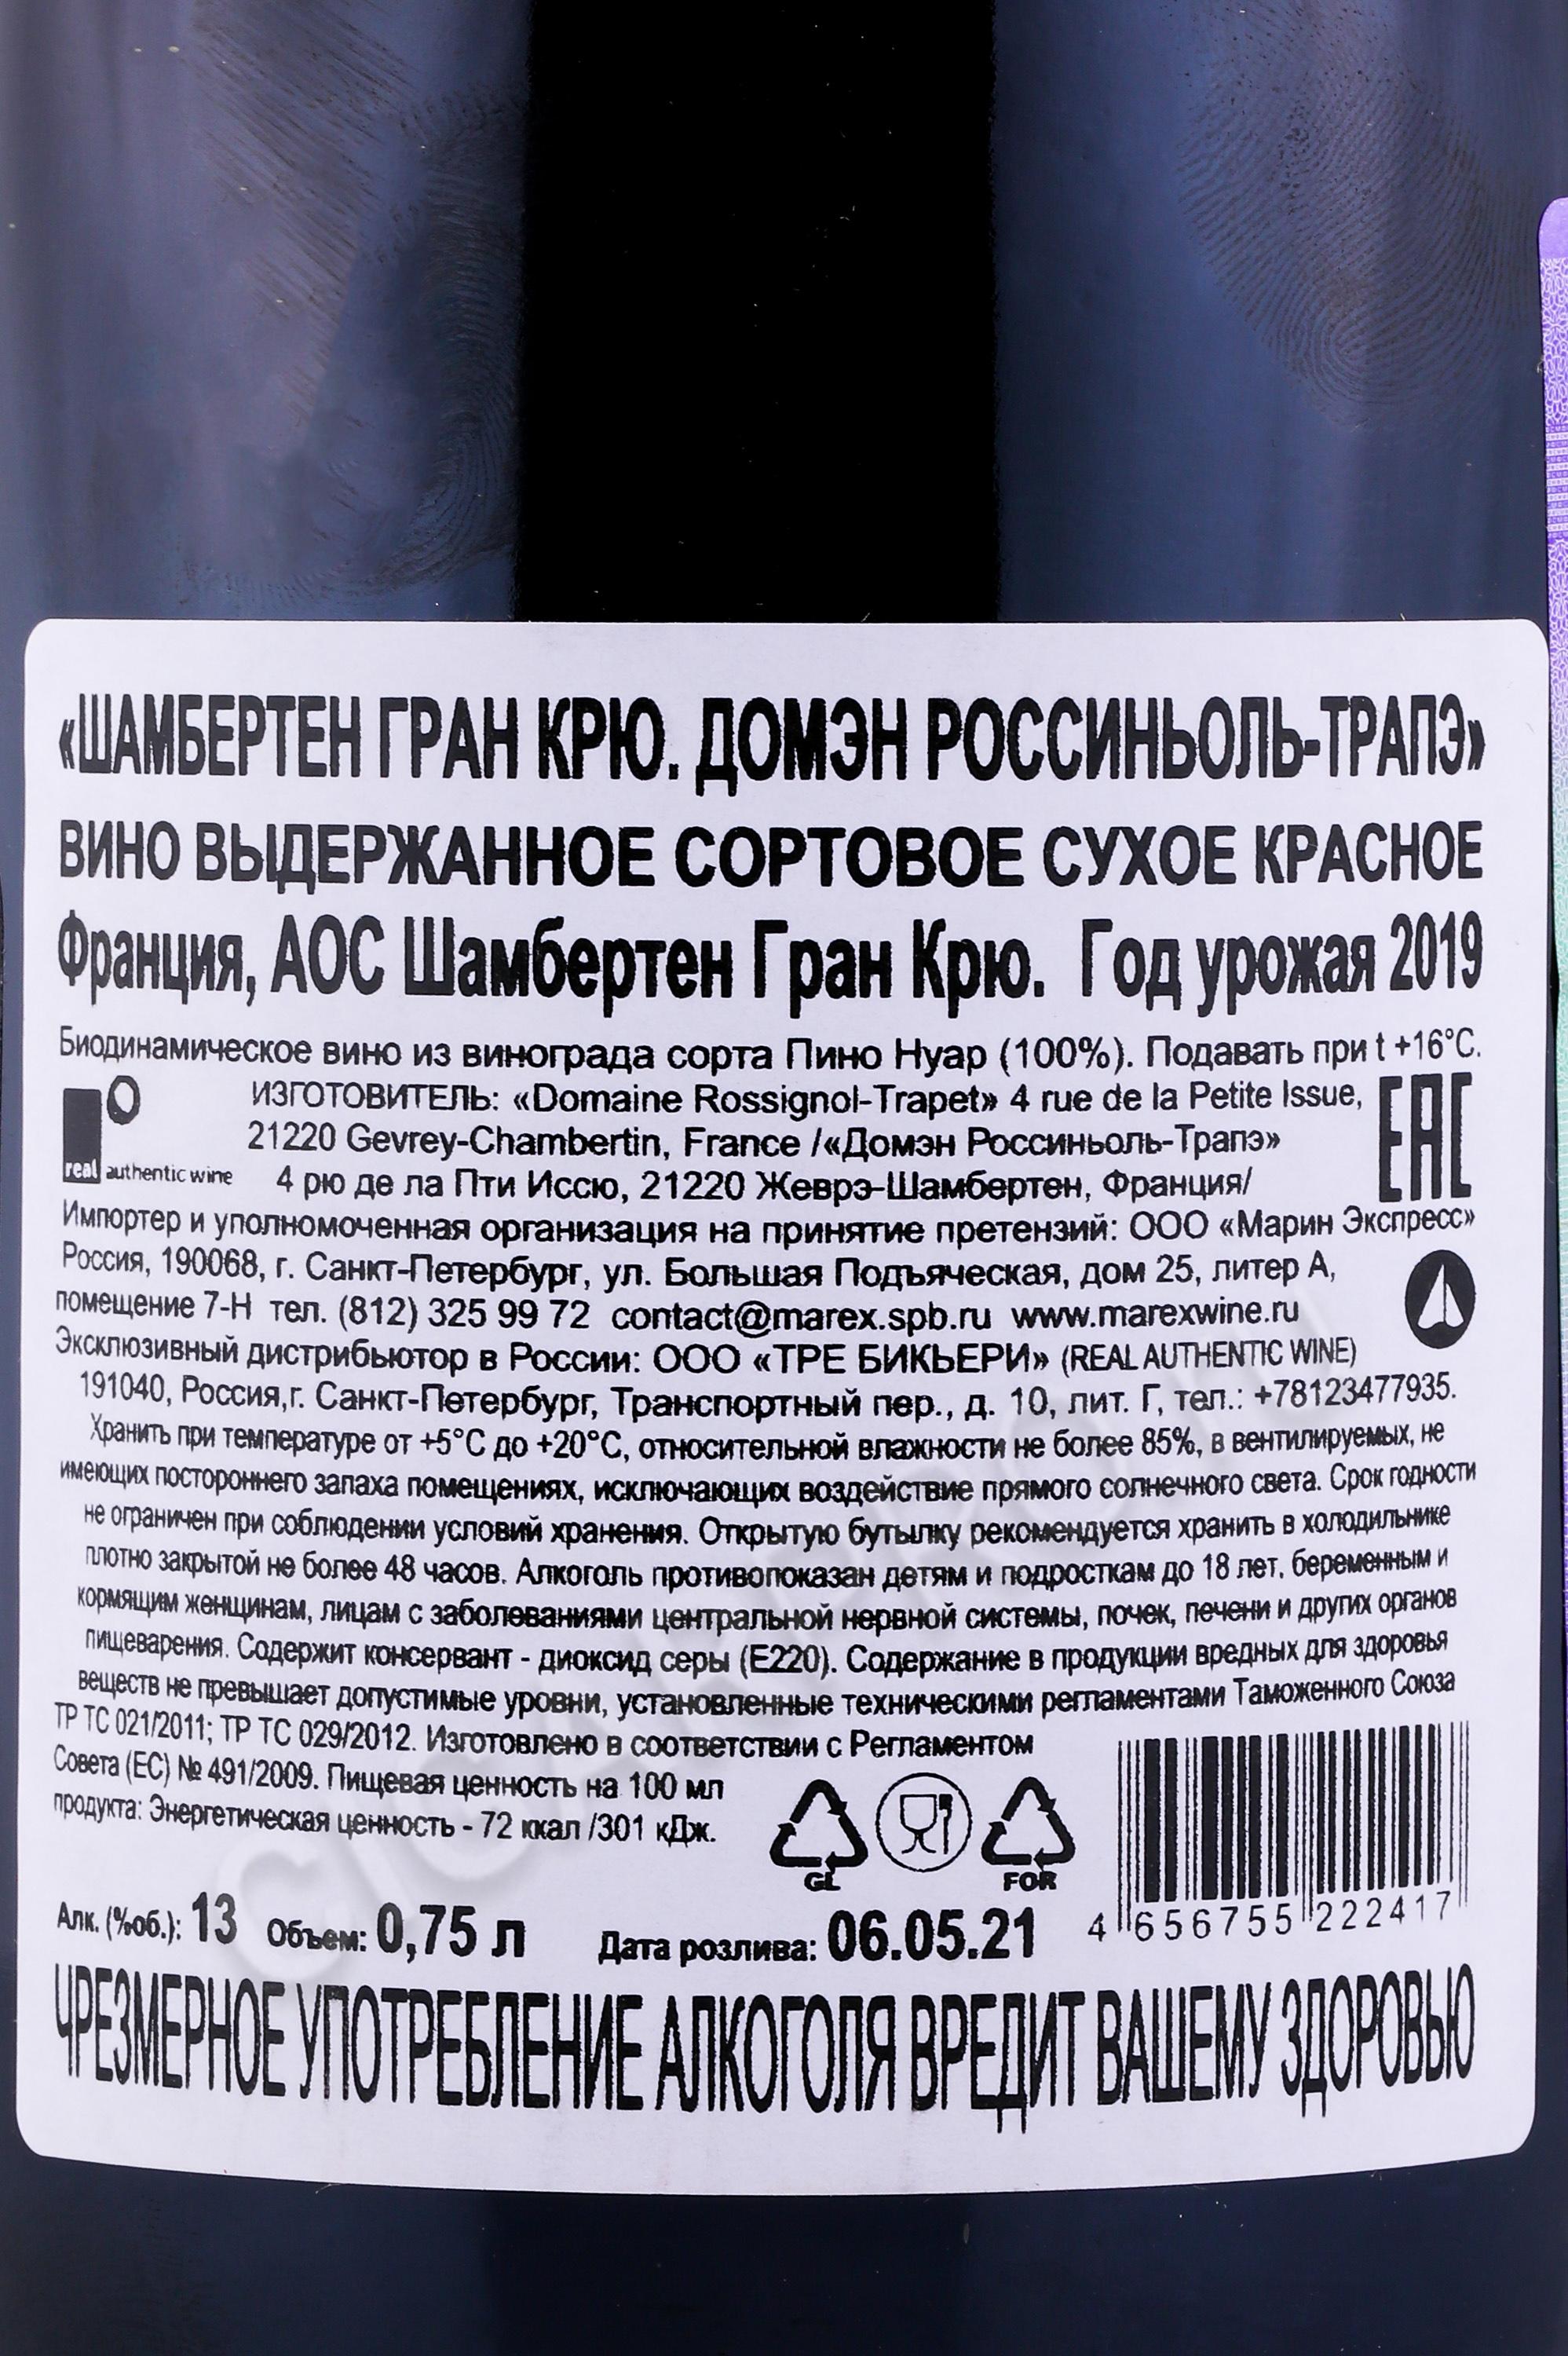 «ШАМБЕРТЕН ГРАН КРЮ. ДОМЭН РОССИНЬОЛЬ-ТРАПЭ»
ВИНО ВЫДЕРЖАННОЕ СОРТОВОЕ СУХОЕ КРАСНОЕ
Франция, АОС Шамбертен Гран Крю. Год урожая 2019
Биодинамическое вино из винограда сорта Пино Нуар (100%). Подавать при t +16°C.
ИЗГОТОВИТЕЛЬ: «Domaine Rossignol-Trapet» 4 rue de la Petite Issue,
21220 Gevrey-Chambertin, France /«Домэн Россиньоль-Трапэ»
real authentic wine
4 рю де ла Пти Иссю, 21220 Жеврэ-Шамбертен, Франция/
EAC
Импортер и уполномоченная организация на принятие претензий: ООО «Марин Экспресс»
Россия, 190068, г. Санкт-Петербург, ул. Большая Подъяческая, дом 25, литер А,
помещение 7-Н тел. (812) 325 99 72 contact@marex.spb.ru www.marexwine.ru
Эксклюзивный дистрибьютор в России: ООО «ТРЕ БИКЬЕРИ» (REAL AUTHENTIC WINE)
191040, Россия,г. Санкт-Петербург, Транспортный пер., д. 10, лит. Г, тел.: +78123477935.
Хранить при температуре от +5°C до +20°C, относительной влажности не более 85%, в вентилируемых, не
имеющих постороннего запаха помещениях, исключающих воздействие прямого солнечного света. Срок годности
не ограничен при соблюдении условий хранения. Открытую бутылку рекомендуется хранить в холодильнике
плотно закрытой не более 48 часов. Алкоголь противопоказан детям и подросткам до 18 лет. беременным и
кормящим женщинам, лицам с заболеваниями центральной нервной системы, почек, печени и других органов
пищеварения. Содержит консервант - диоксид серы (E220). Содержание в продукции вредных для здоровья
веществ не превышает допустимые уровни, установленные техническими регламентами Таможенного Союза
ТР ТС 021/2011; ТР ТС 029/2012. Изготовлено в соответствии с Регламентом
Совета (ЕС) № 491/2009. Пищевая ценность на 100 мл
продукта: Энергетическая ценность - 72 ккал /301 кДж.
GL FOR
4 656755 222417
Алк. (%об.): 13 Объем: 0,75 л Дата розлива: 06.05.21
ЧРЕЗМЕРНОЕ УПОТРЕБЛЕНИЕ АЛКОГОЛЯ ВРЕДИТ ВАШЕМУ ЗДОРОВЬЮ